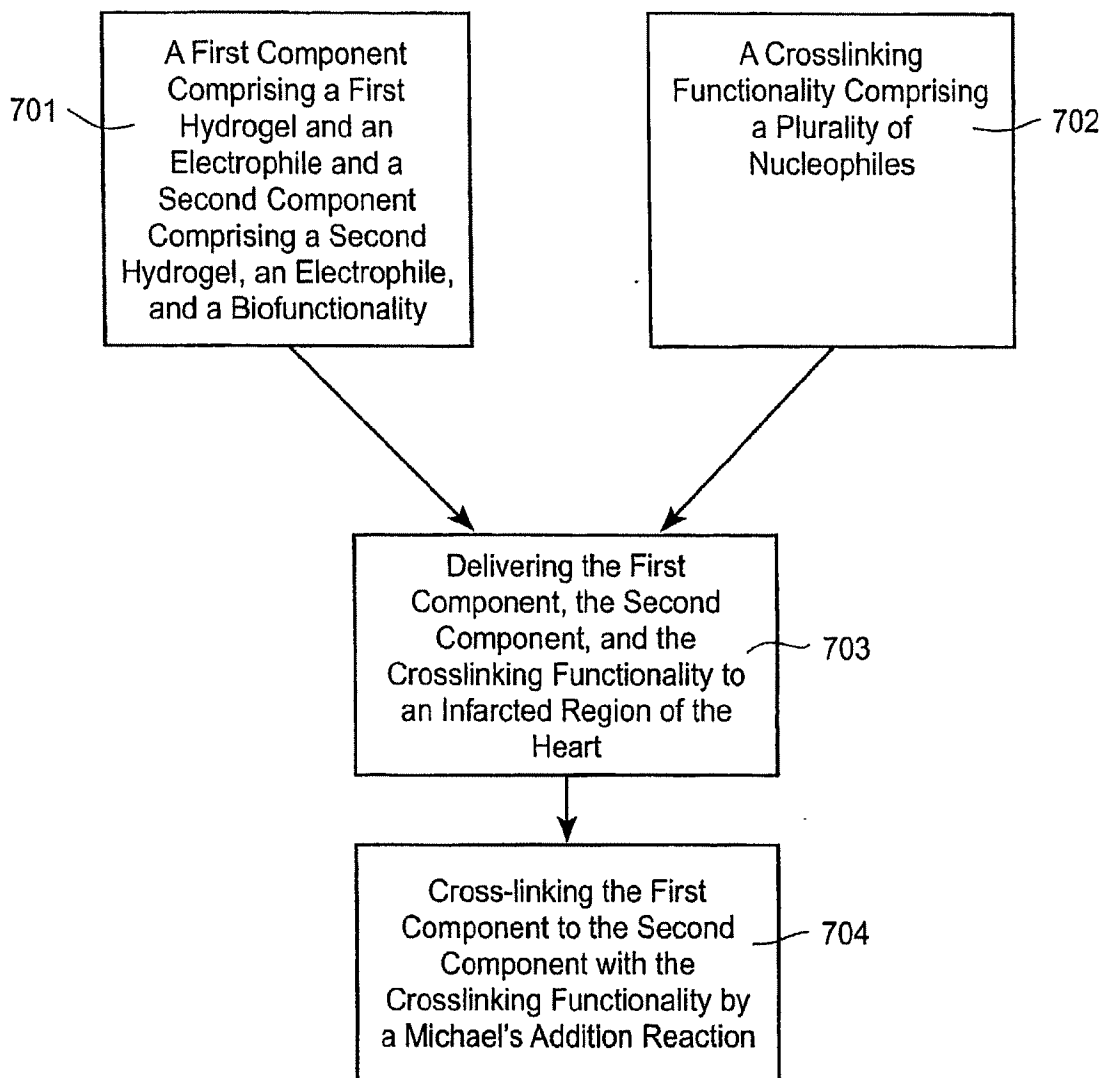 701
A First Component
Comprising a First
Hydrogel and an
Electrophile and a
Second Component
Comprising a Second
Hydrogel, an Electrophile,
and a Biofunctionality
A Crosslinking
Functionality Comprising
a Plurality of
Nucleophiles
702
Delivering the First
Component, the Second
Component, and the
Crosslinking Functionality to
an Infarcted Region of the
Heart
703
Cross-linking the First
Component to the Second
Component with the
Crosslinking Functionality by
a Michael's Addition Reaction
704